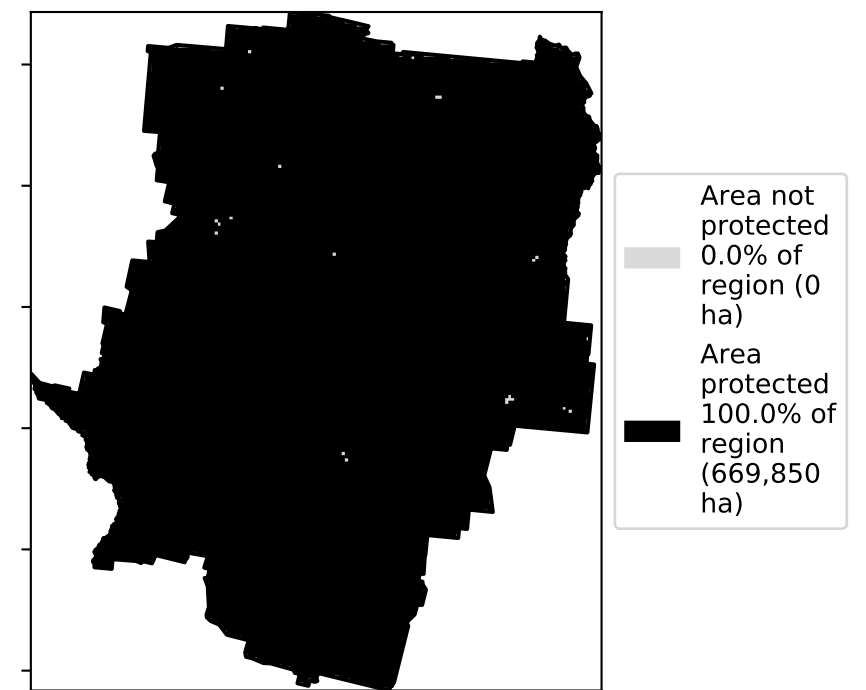 Area not
protected
0.0% of
region (0
ha)
Area
protected
100.0% of
region
(669,850
ha)